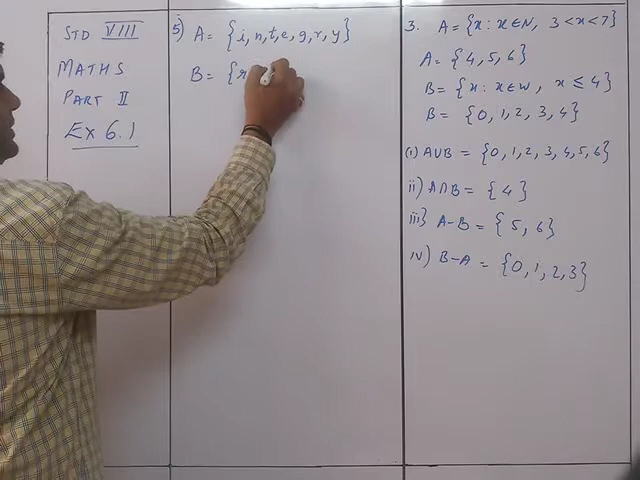 STD VIII
MATHS
PART II
EX 6.1
5) A = {i, n, t, e, g, r, y}
B = {
3. A = {x : x ∈ N, 3 < x < 7}
A = {4, 5, 6}
B = {x : x ∈ W, x ≤ 4}
B = {0, 1, 2, 3, 4}
(i) A∪B = {0, 1, 2, 3, 4, 5, 6}
ii) A∩B = {4}
iii} A-B = {5, 6}
iv) B-A = {0, 1, 2, 3}